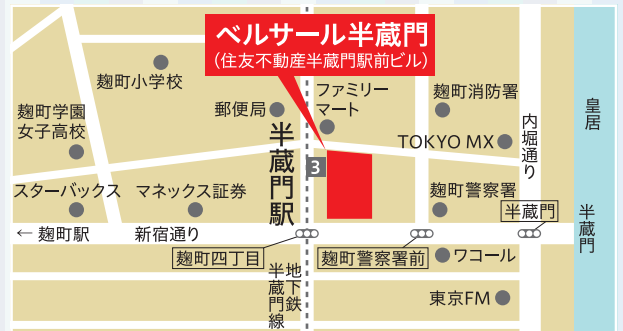 ベルサール半蔵門
(住友不動産半蔵門駅前ビル)
麹町小学校
ファミリー
マート
麹町消防署
郵便局
皇居
麹町学園
女子高校
内堀通り
TOKYO MX
半蔵門駅
3
スターバックス
マネックス証券
麹町警察署
半蔵門
半蔵門
← 麹町駅
新宿通り
麹町四丁目
麹町警察署前
ワコール
地下鉄
半蔵門線
東京FM